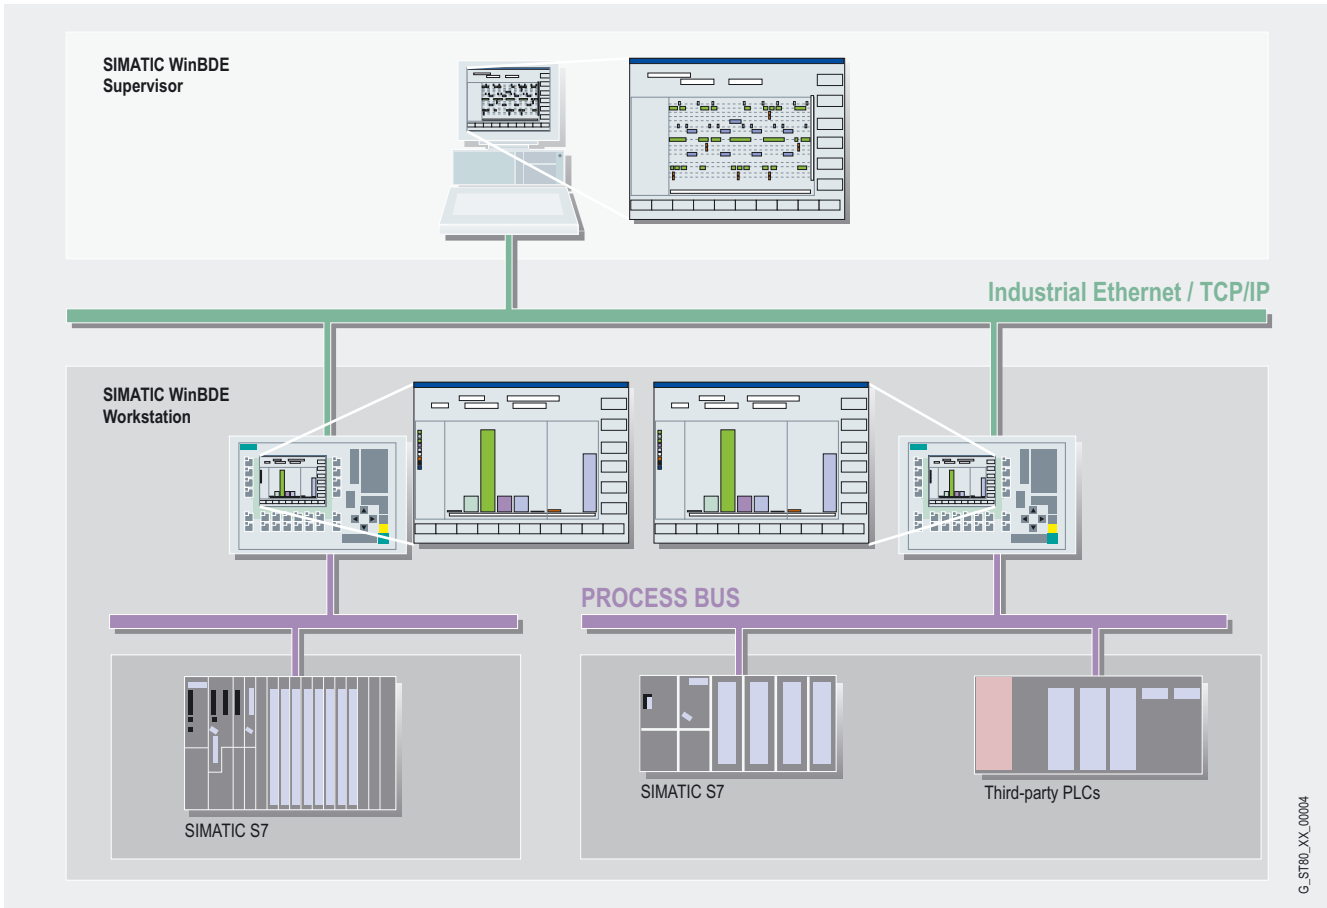 SIMATIC WinBDE
Supervisor
Industrial Ethernet / TCP/IP
SIMATIC WinBDE
Workstation
PROCESS BUS
SIMATIC S7
SIMATIC S7
Third-party PLCs
G_ST80_XX_00004